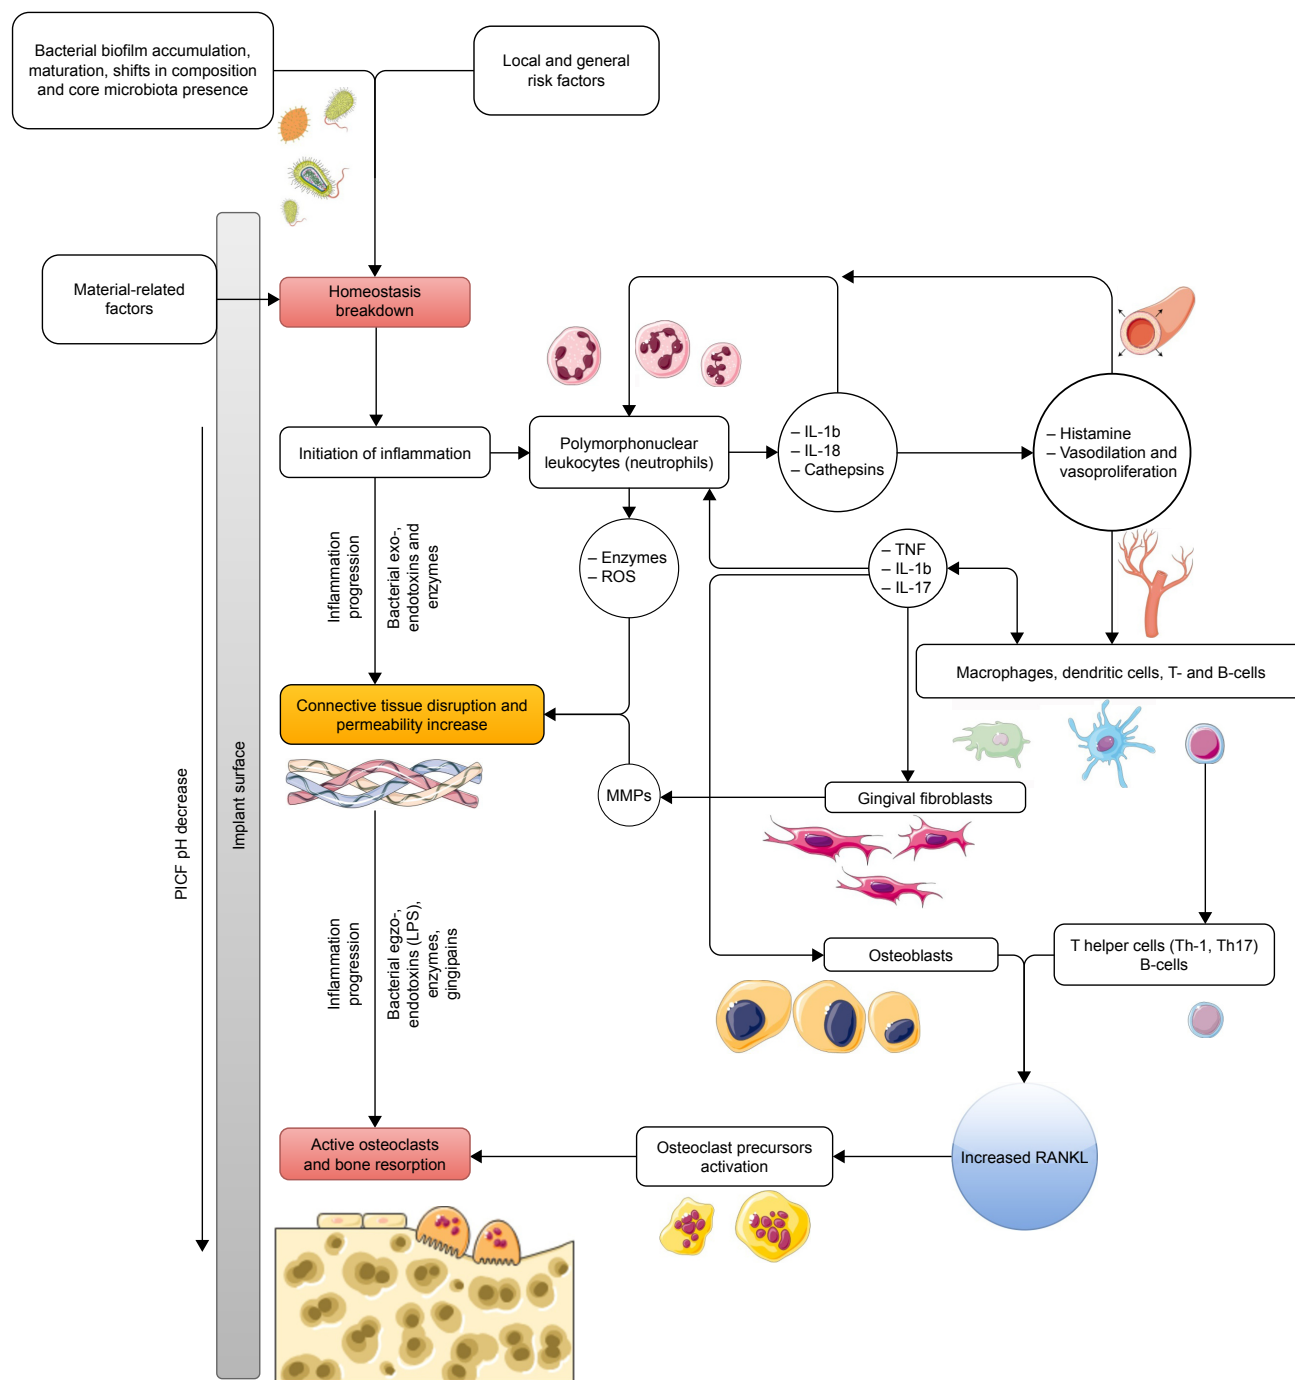 Bacterial biofilm accumulation,
maturation, shifts in composition
and core microbiota presence
Local and general
risk factors
Material-related
factors
Homeostasis
breakdown
Initiation of inflammation
Polymorphonuclear
leukocytes (neutrophils)
– IL-1b
– IL-18
– Cathepsins
– Histamine
– Vasodilation and
vasoproliferation
Inflammation
progression
Bacterial exo-,
endotoxins and
enzymes
– Enzymes
– ROS
– TNF
– IL-1b
– IL-17
Macrophages, dendritic cells, T- and B-cells
Connective tissue disruption and
permeability increase
MMPs
Gingival fibroblasts
PICF pH decrease
Implant surface
Inflammation
progression
Bacterial egzo-,
endotoxins (LPS),
enzymes,
gingipains
Osteoblasts
T helper cells (Th-1, Th17)
B-cells
Active osteoclasts
and bone resorption
Osteoclast precursors
activation
Increased RANKL